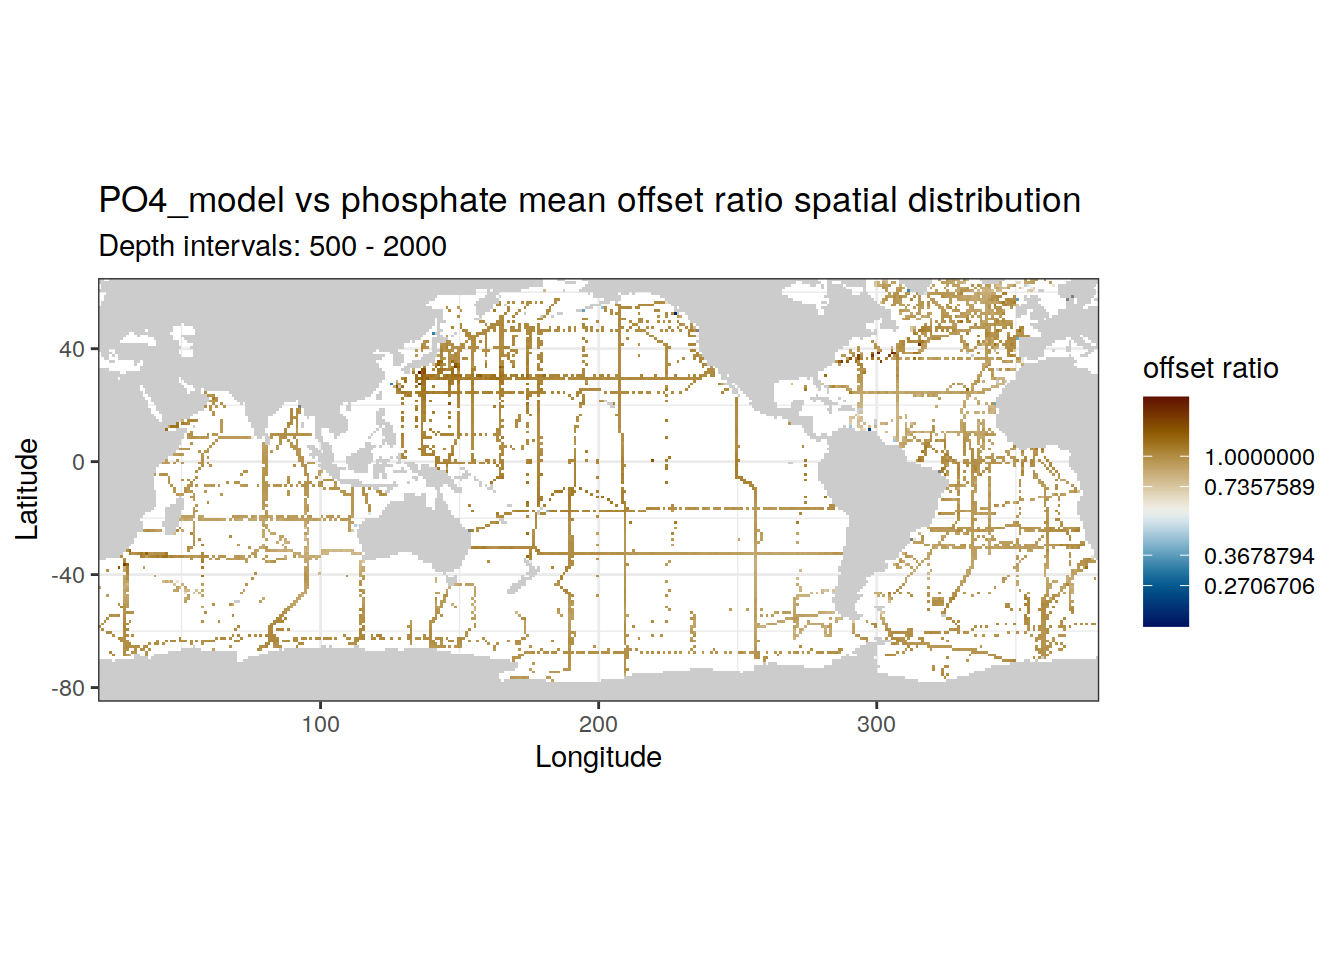 PO4_model vs phosphate mean offset ratio spatial distribution
Depth intervals: 500 - 2000
offset ratio
1.0000000
0.7357589
0.3678794
0.2706706
40
0
-40
-80
Latitude
100
200
300
Longitude